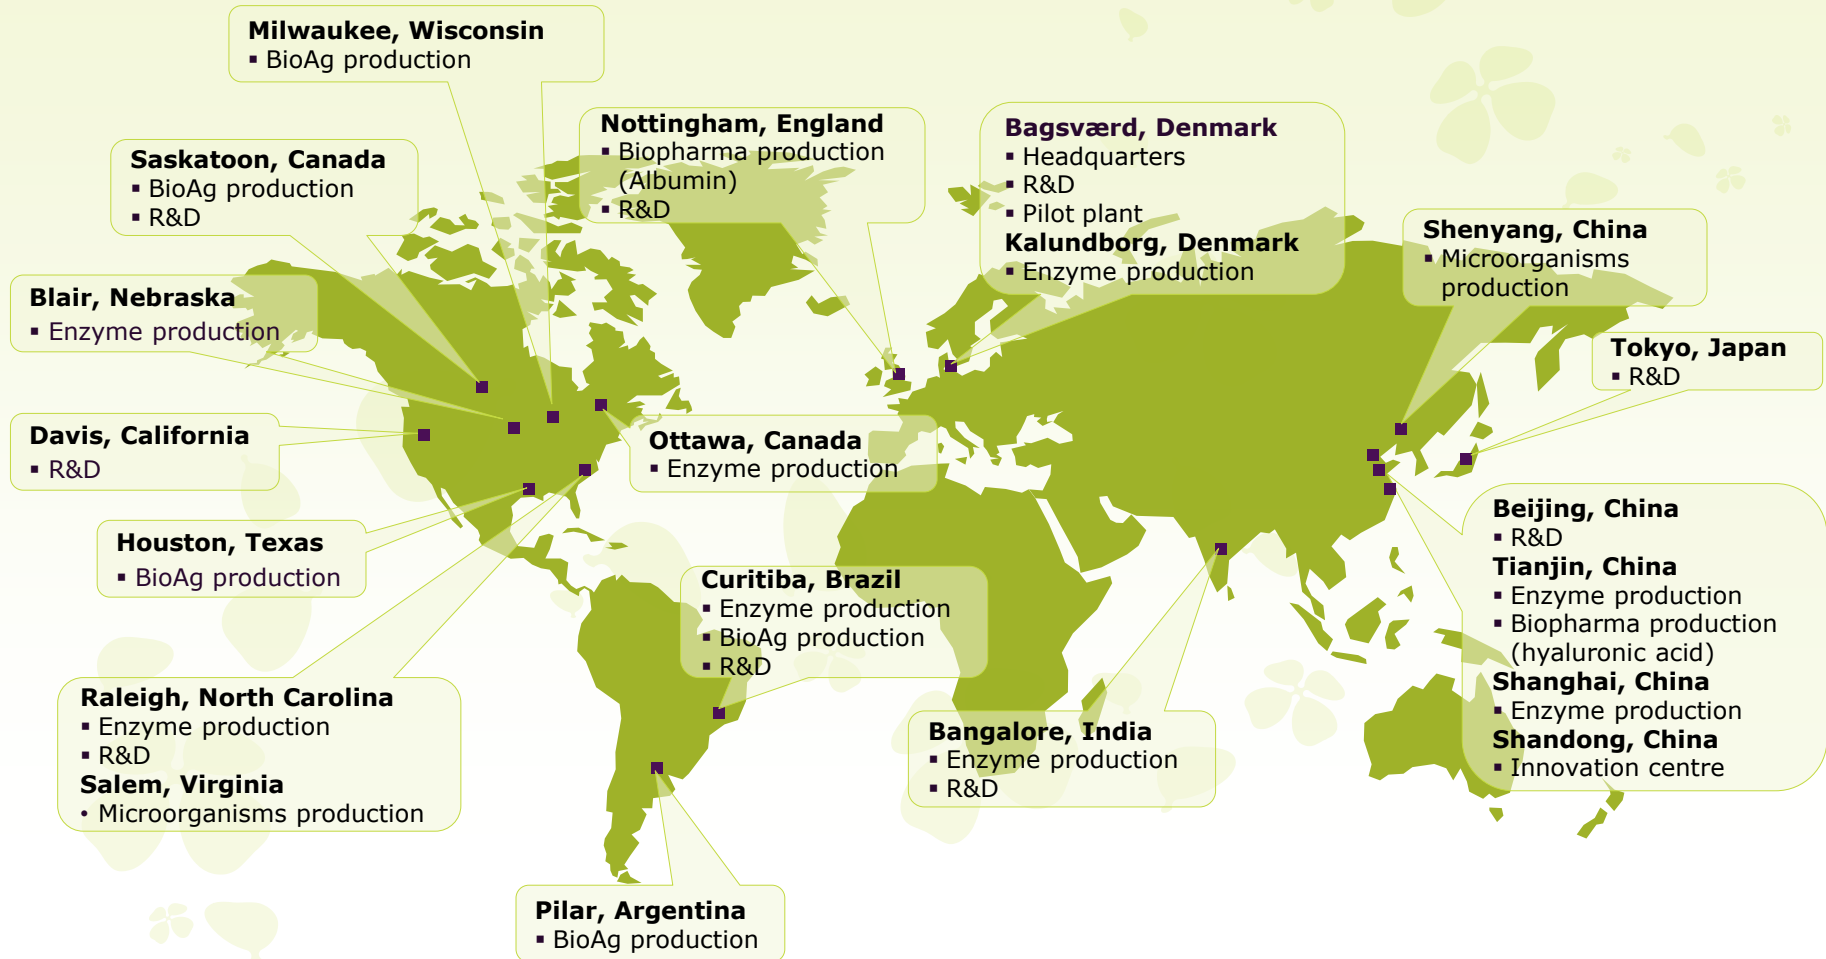 Milwaukee, Wisconsin
▪ BioAg production
Nottingham, England
▪ Biopharma production
(Albumin)
▪ R&D
Bagsværd, Denmark
▪ Headquarters
▪ R&D
▪ Pilot plant
Kalundborg, Denmark
▪ Enzyme production
Saskatoon, Canada
▪ BioAg production
▪ R&D
Shenyang, China
▪ Microorganisms
production
Blair, Nebraska
▪ Enzyme production
Tokyo, Japan
▪ R&D
Davis, California
▪ R&D
Ottawa, Canada
▪ Enzyme production
Houston, Texas
▪ BioAg production
Curitiba, Brazil
▪ Enzyme production
▪ BioAg production
▪ R&D
Beijing, China
▪ R&D
Tianjin, China
▪ Enzyme production
▪ Biopharma production
(hyaluronic acid)
Shanghai, China
▪ Enzyme production
Shandong, China
▪ Innovation centre
Raleigh, North Carolina
▪ Enzyme production
▪ R&D
Salem, Virginia
• Microorganisms production
Bangalore, India
▪ Enzyme production
▪ R&D
Pilar, Argentina
▪ BioAg production